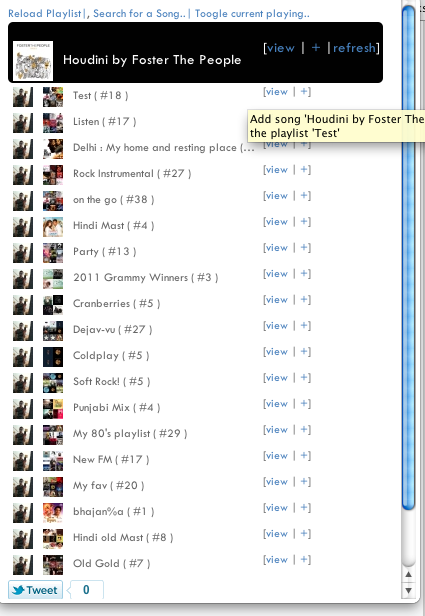 Reload Playlist|, Search for a Song..| Toogle current playing..
FOSTER THE PEOPLE
Houdini by Foster The People [view | + |refresh]
Test ( #18 ) [view | +]
Add song 'Houdini by Foster The
the playlist 'Test'
Listen ( #17 )
Delhi : My home and resting place (... [view | +]
Rock Instrumental ( #27 ) [view | +]
on the go ( #38 ) [view | +]
Hindi Mast ( #4 ) [view | +]
Party ( #13 ) [view | +]
2011 Grammy Winners ( #3 ) [view | +]
Cranberries ( #5 ) [view | +]
Dejav-vu ( #27 ) [view | +]
Coldplay ( #5 ) [view | +]
Soft Rock! ( #5 ) [view | +]
Punjabi Mix ( #4 ) [view | +]
My 80's playlist ( #29 ) [view | +]
New FM ( #17 ) [view | +]
My fav ( #20 ) [view | +]
bhajan%a ( #1 ) [view | +]
Hindi old Mast ( #8 ) [view | +]
Old Gold ( #7 ) [view | +]
Tweet 0